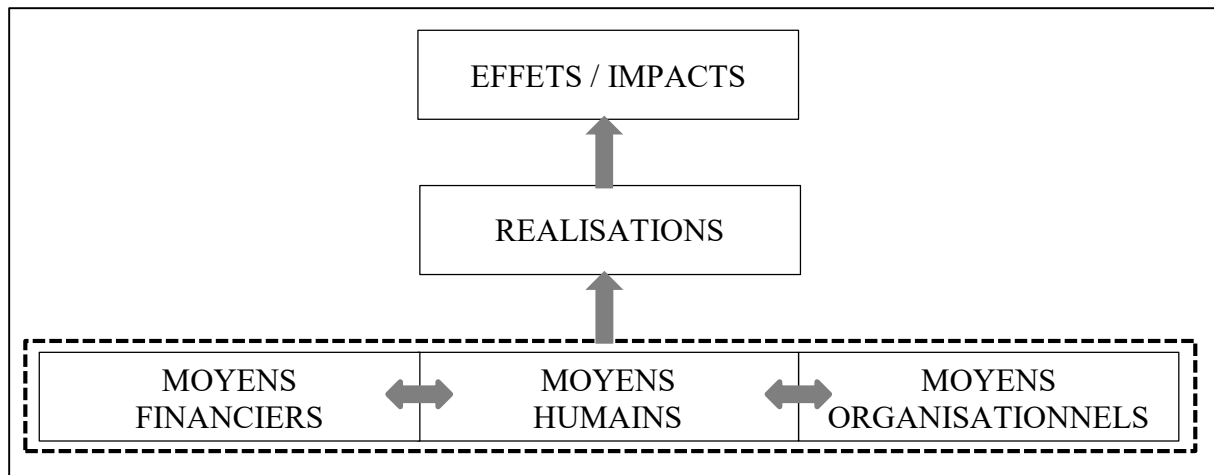 EFFETS / IMPACTS
REALISATIONS
MOYENS
FINANCIERS
MOYENS
HUMAINS
MOYENS
ORGANISATIONNELS